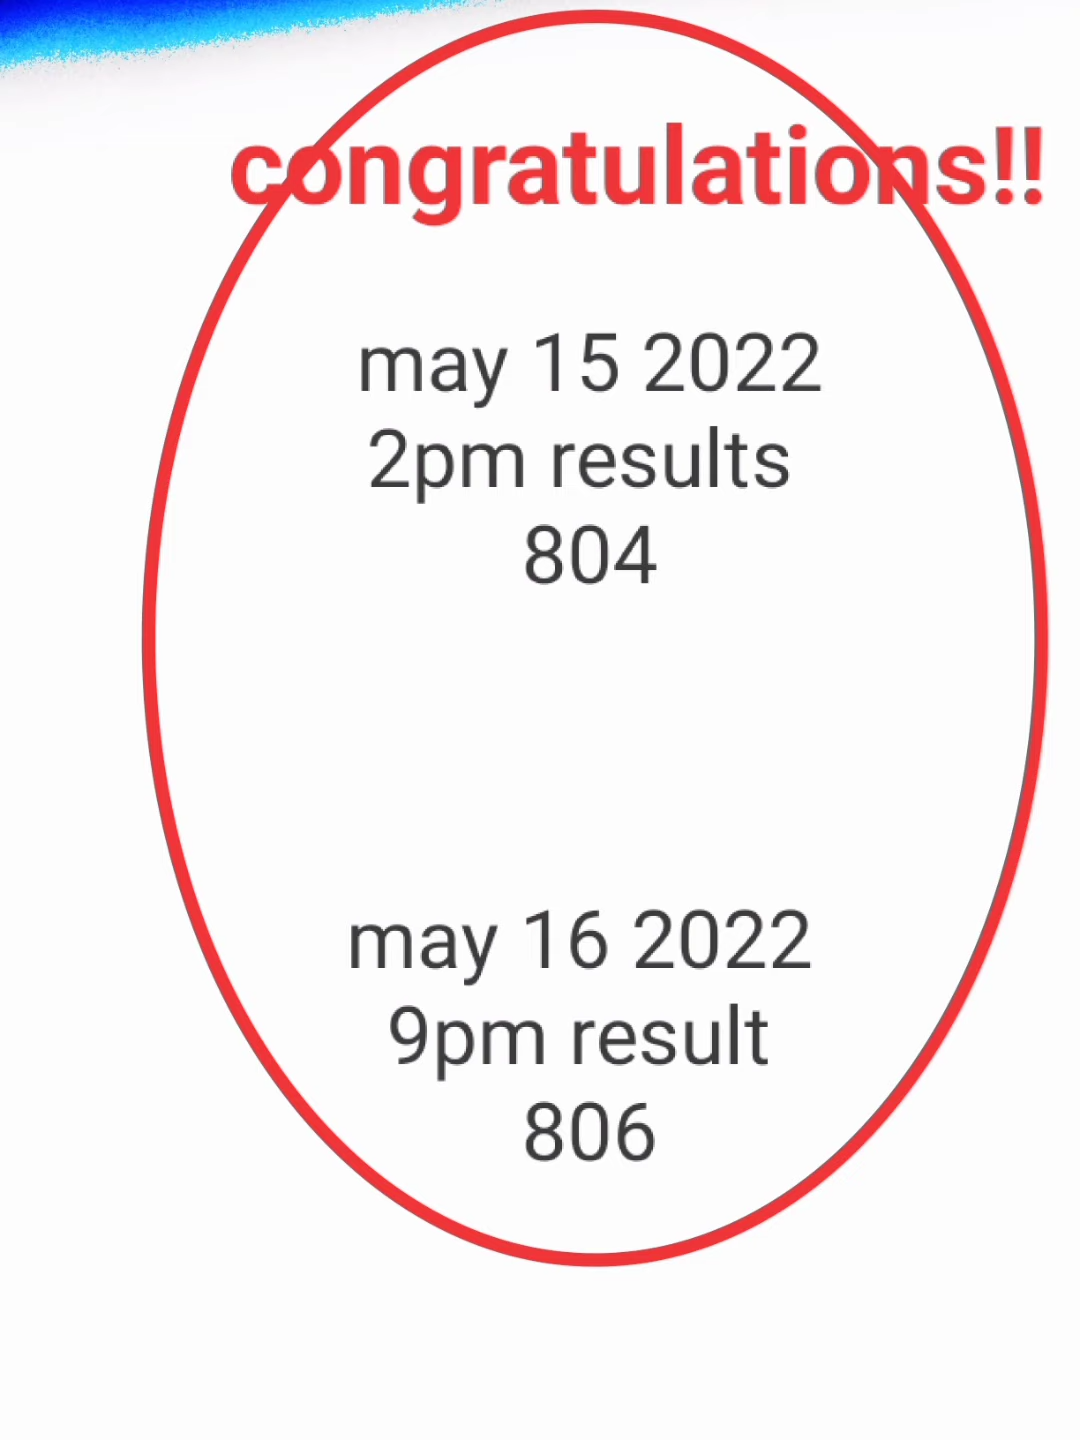 congratulations!!
may 15 2022
2pm results
804
may 16 2022
9pm result
806